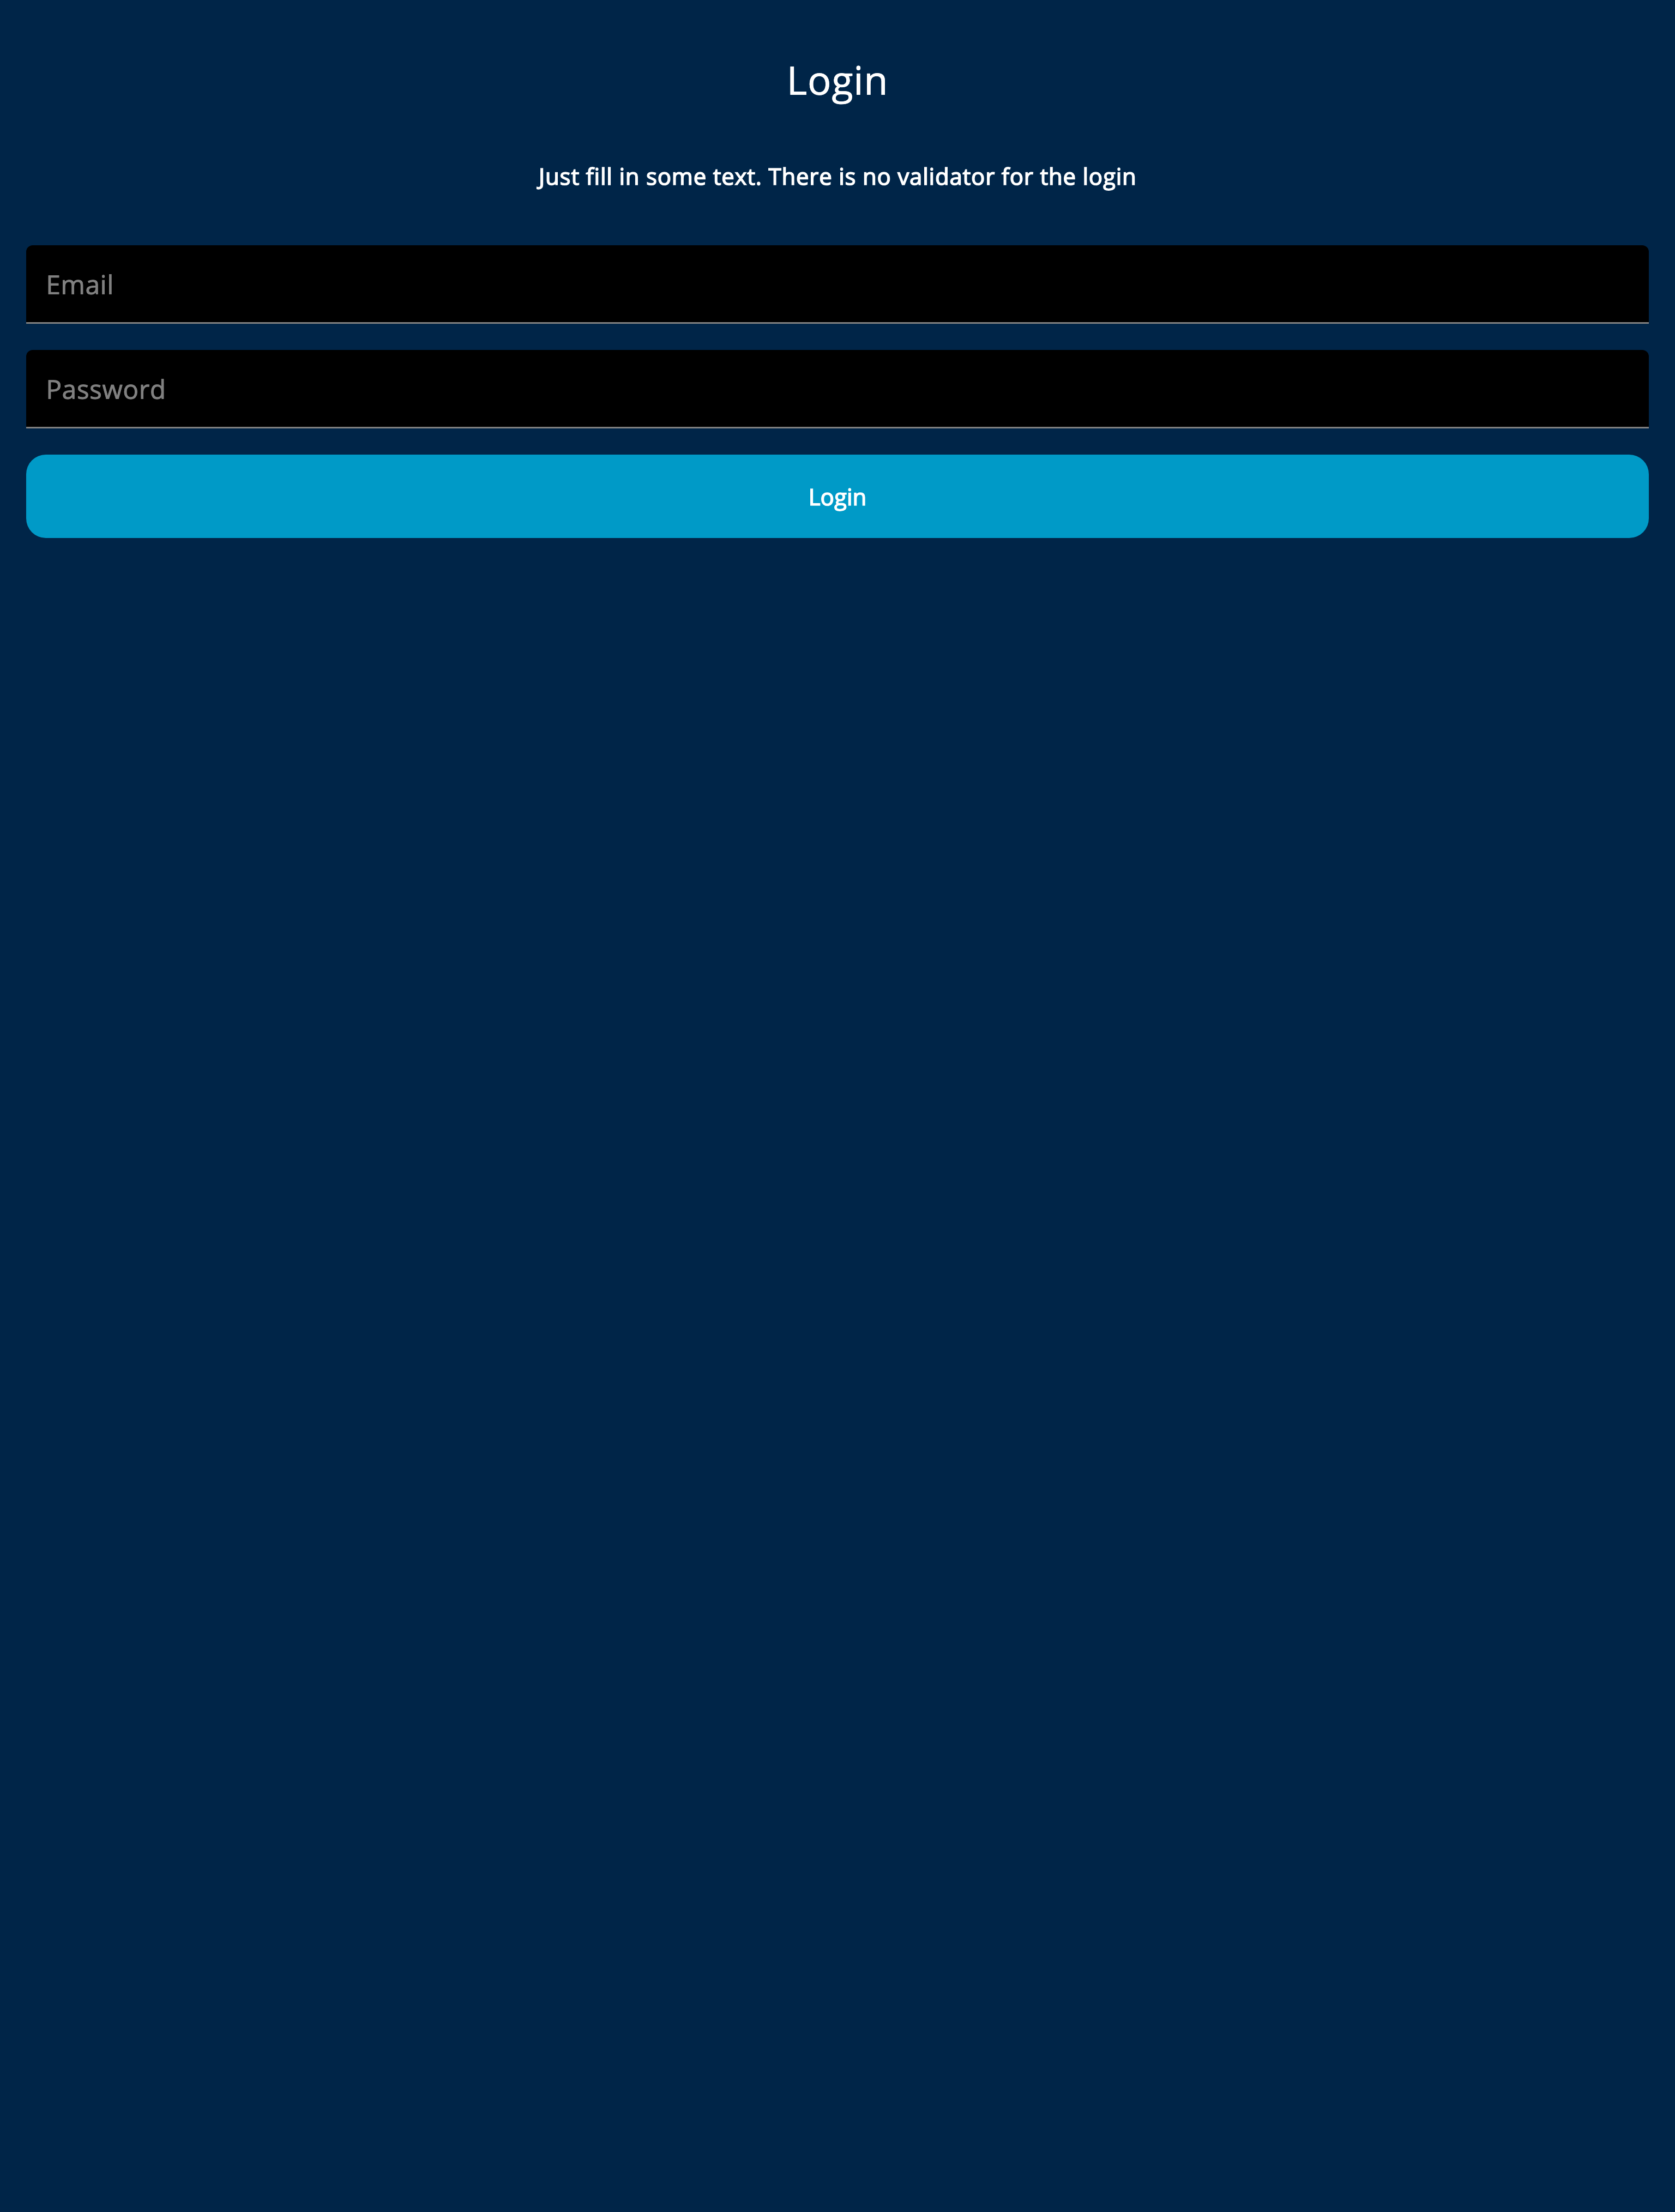 Login
Just fill in some text. There is no validator for the login
Email
Password
Login